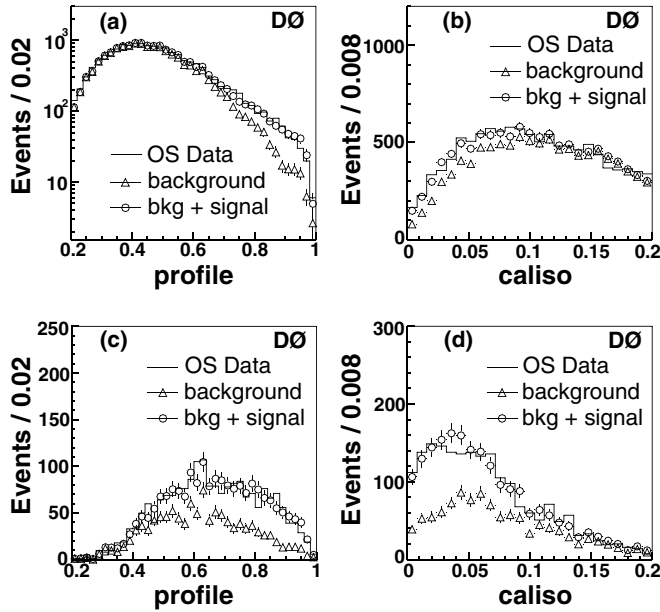 (a) DØ
Events / 0.02
10³
10²
10
OS Data
background
bkg + signal
0.2 0.4 0.6 0.8 1
profile
(b) DØ
Events / 0.008
1000
500
0
OS Data
background
bkg + signal
0 0.05 0.1 0.15 0.2
caliso
(c) DØ
Events / 0.02
250
200
150
100
50
0
OS Data
background
bkg + signal
0.2 0.4 0.6 0.8 1
profile
(d) DØ
Events / 0.008
300
200
100
0
OS Data
background
bkg + signal
0 0.05 0.10 0.15 0.2
caliso